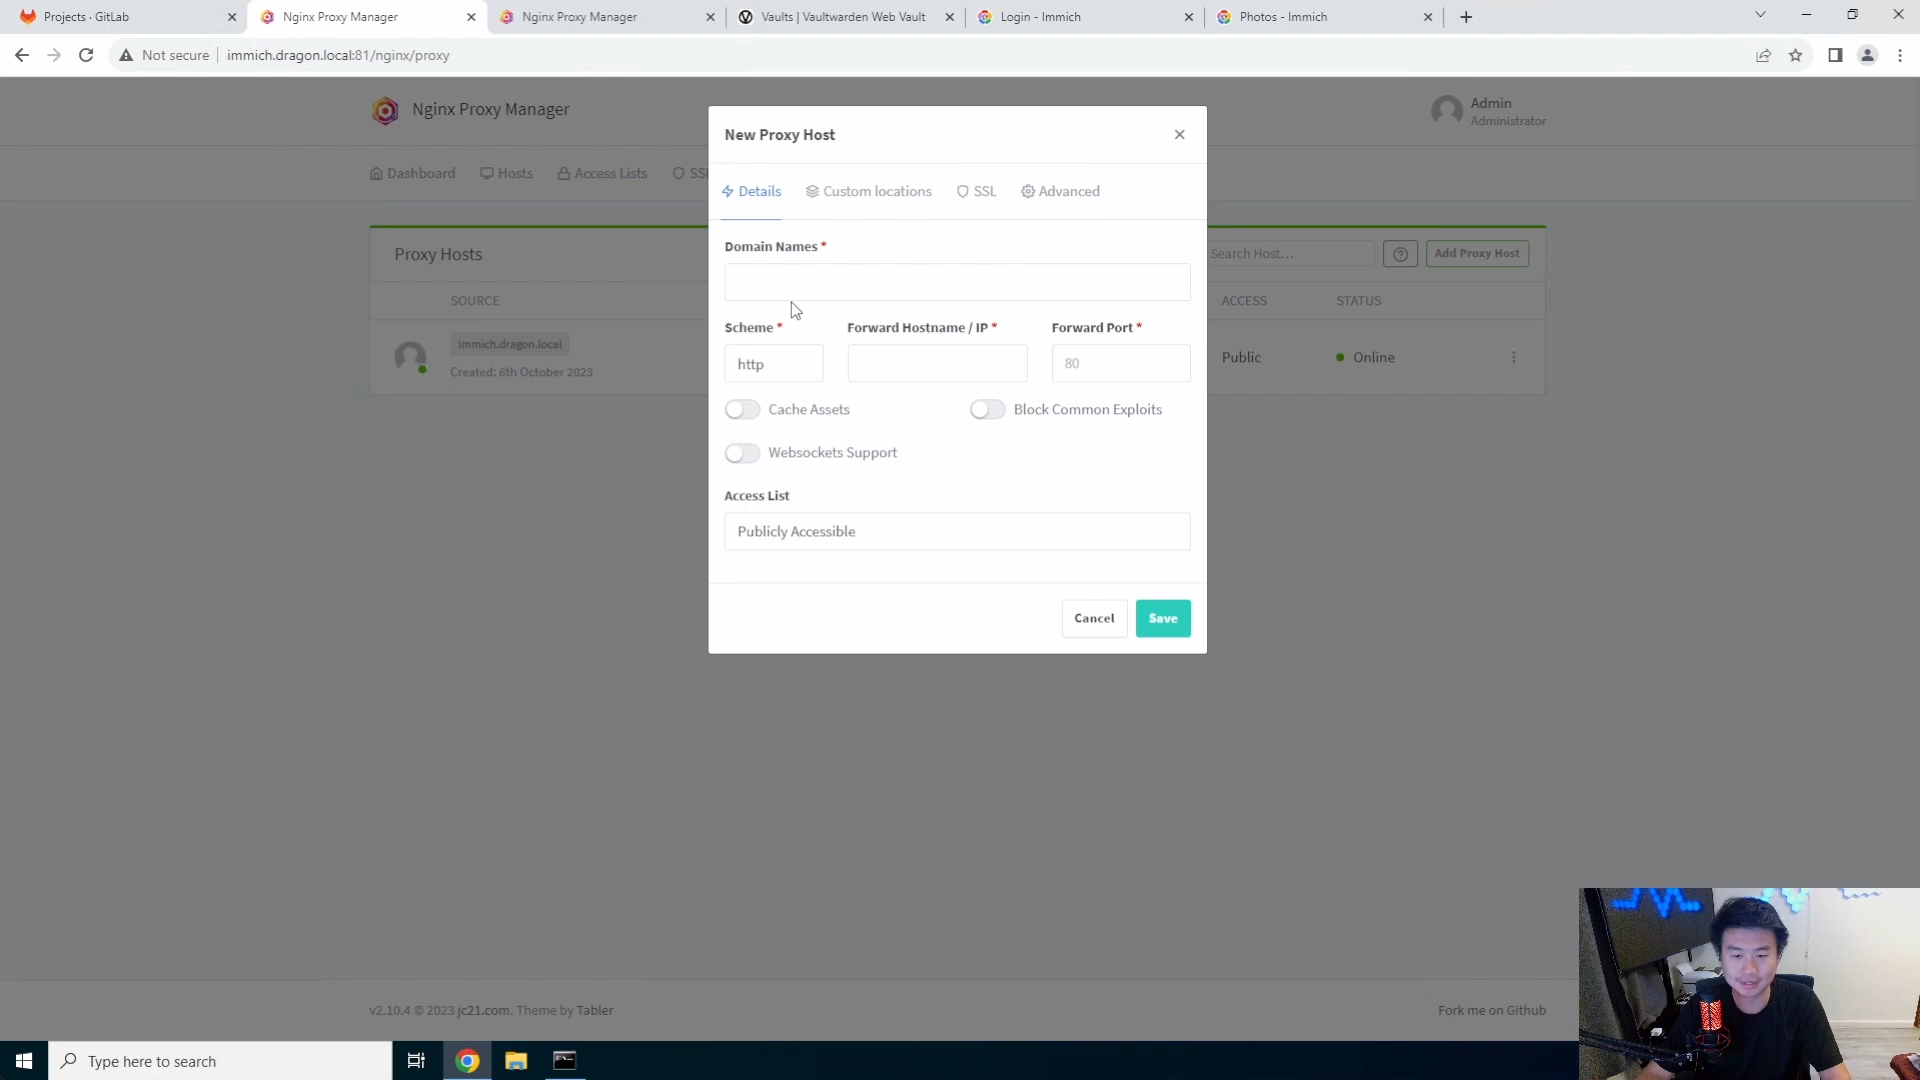 Projects · GitLab
Nginx Proxy Manager
Nginx Proxy Manager
Vaults | Vaultwarden Web Vault
Login - Immich
Photos - Immich
Not secure
immich.dragon.local:81/nginx/proxy
Nginx Proxy Manager
Admin
Administrator
Dashboard
Hosts
Access Lists
SSL
New Proxy Host
Details
Custom locations
SSL
Advanced
Domain Names *
Scheme *
Forward Hostname / IP *
Forward Port *
http
80
Cache Assets
Block Common Exploits
Websockets Support
Access List
Publicly Accessible
Cancel
Save
Proxy Hosts
Search Host...
Add Proxy Host
SOURCE
ACCESS
STATUS
immich.dragon.local
Created: 6th October 2023
Public
Online
v2.10.4 © 2023 jc21.com. Theme by Tabler
Fork me on Github
Type here to search